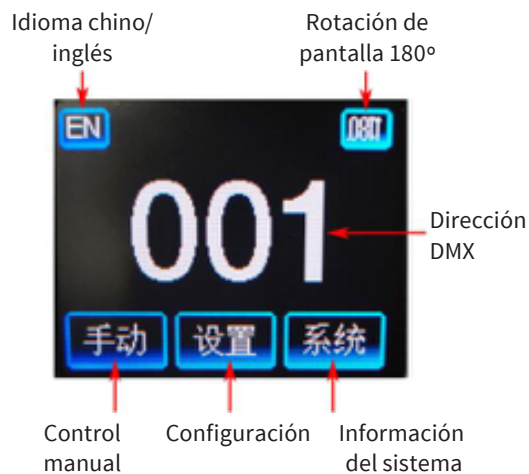 Idioma chino/
inglés
Rotación de
pantalla 180º
EN
001
Dirección
DMX
手动
设置
系统
Control
manual
Configuración
Información
del sistema